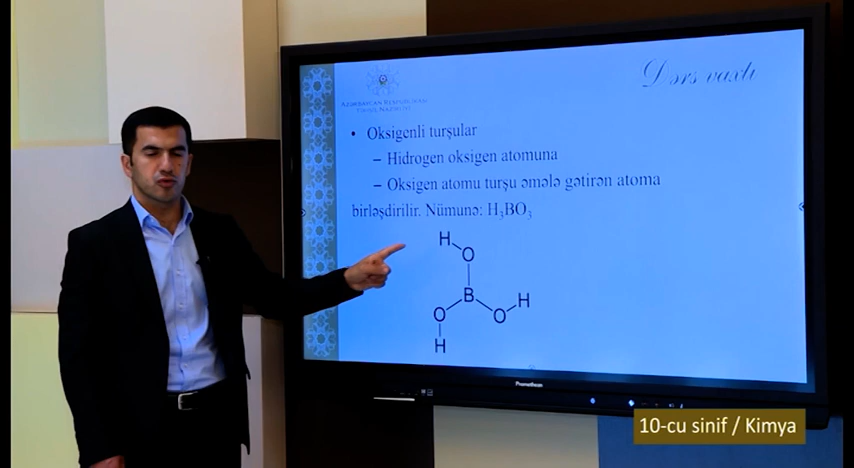 Dərs vaxtı
AZƏRBAYCAN RESPUBLİKASI
TƏHSİL NAZİRLİYİ
• Oksigenli turşular
– Hidrogen oksigen atomuna
– Oksigen atomu turşu əmələ gətirən atoma
birləşdirilir. Nümunə: H₃BO₃
H
O
B
O
O
H
H
Promethean
10-cu sinif / Kimya